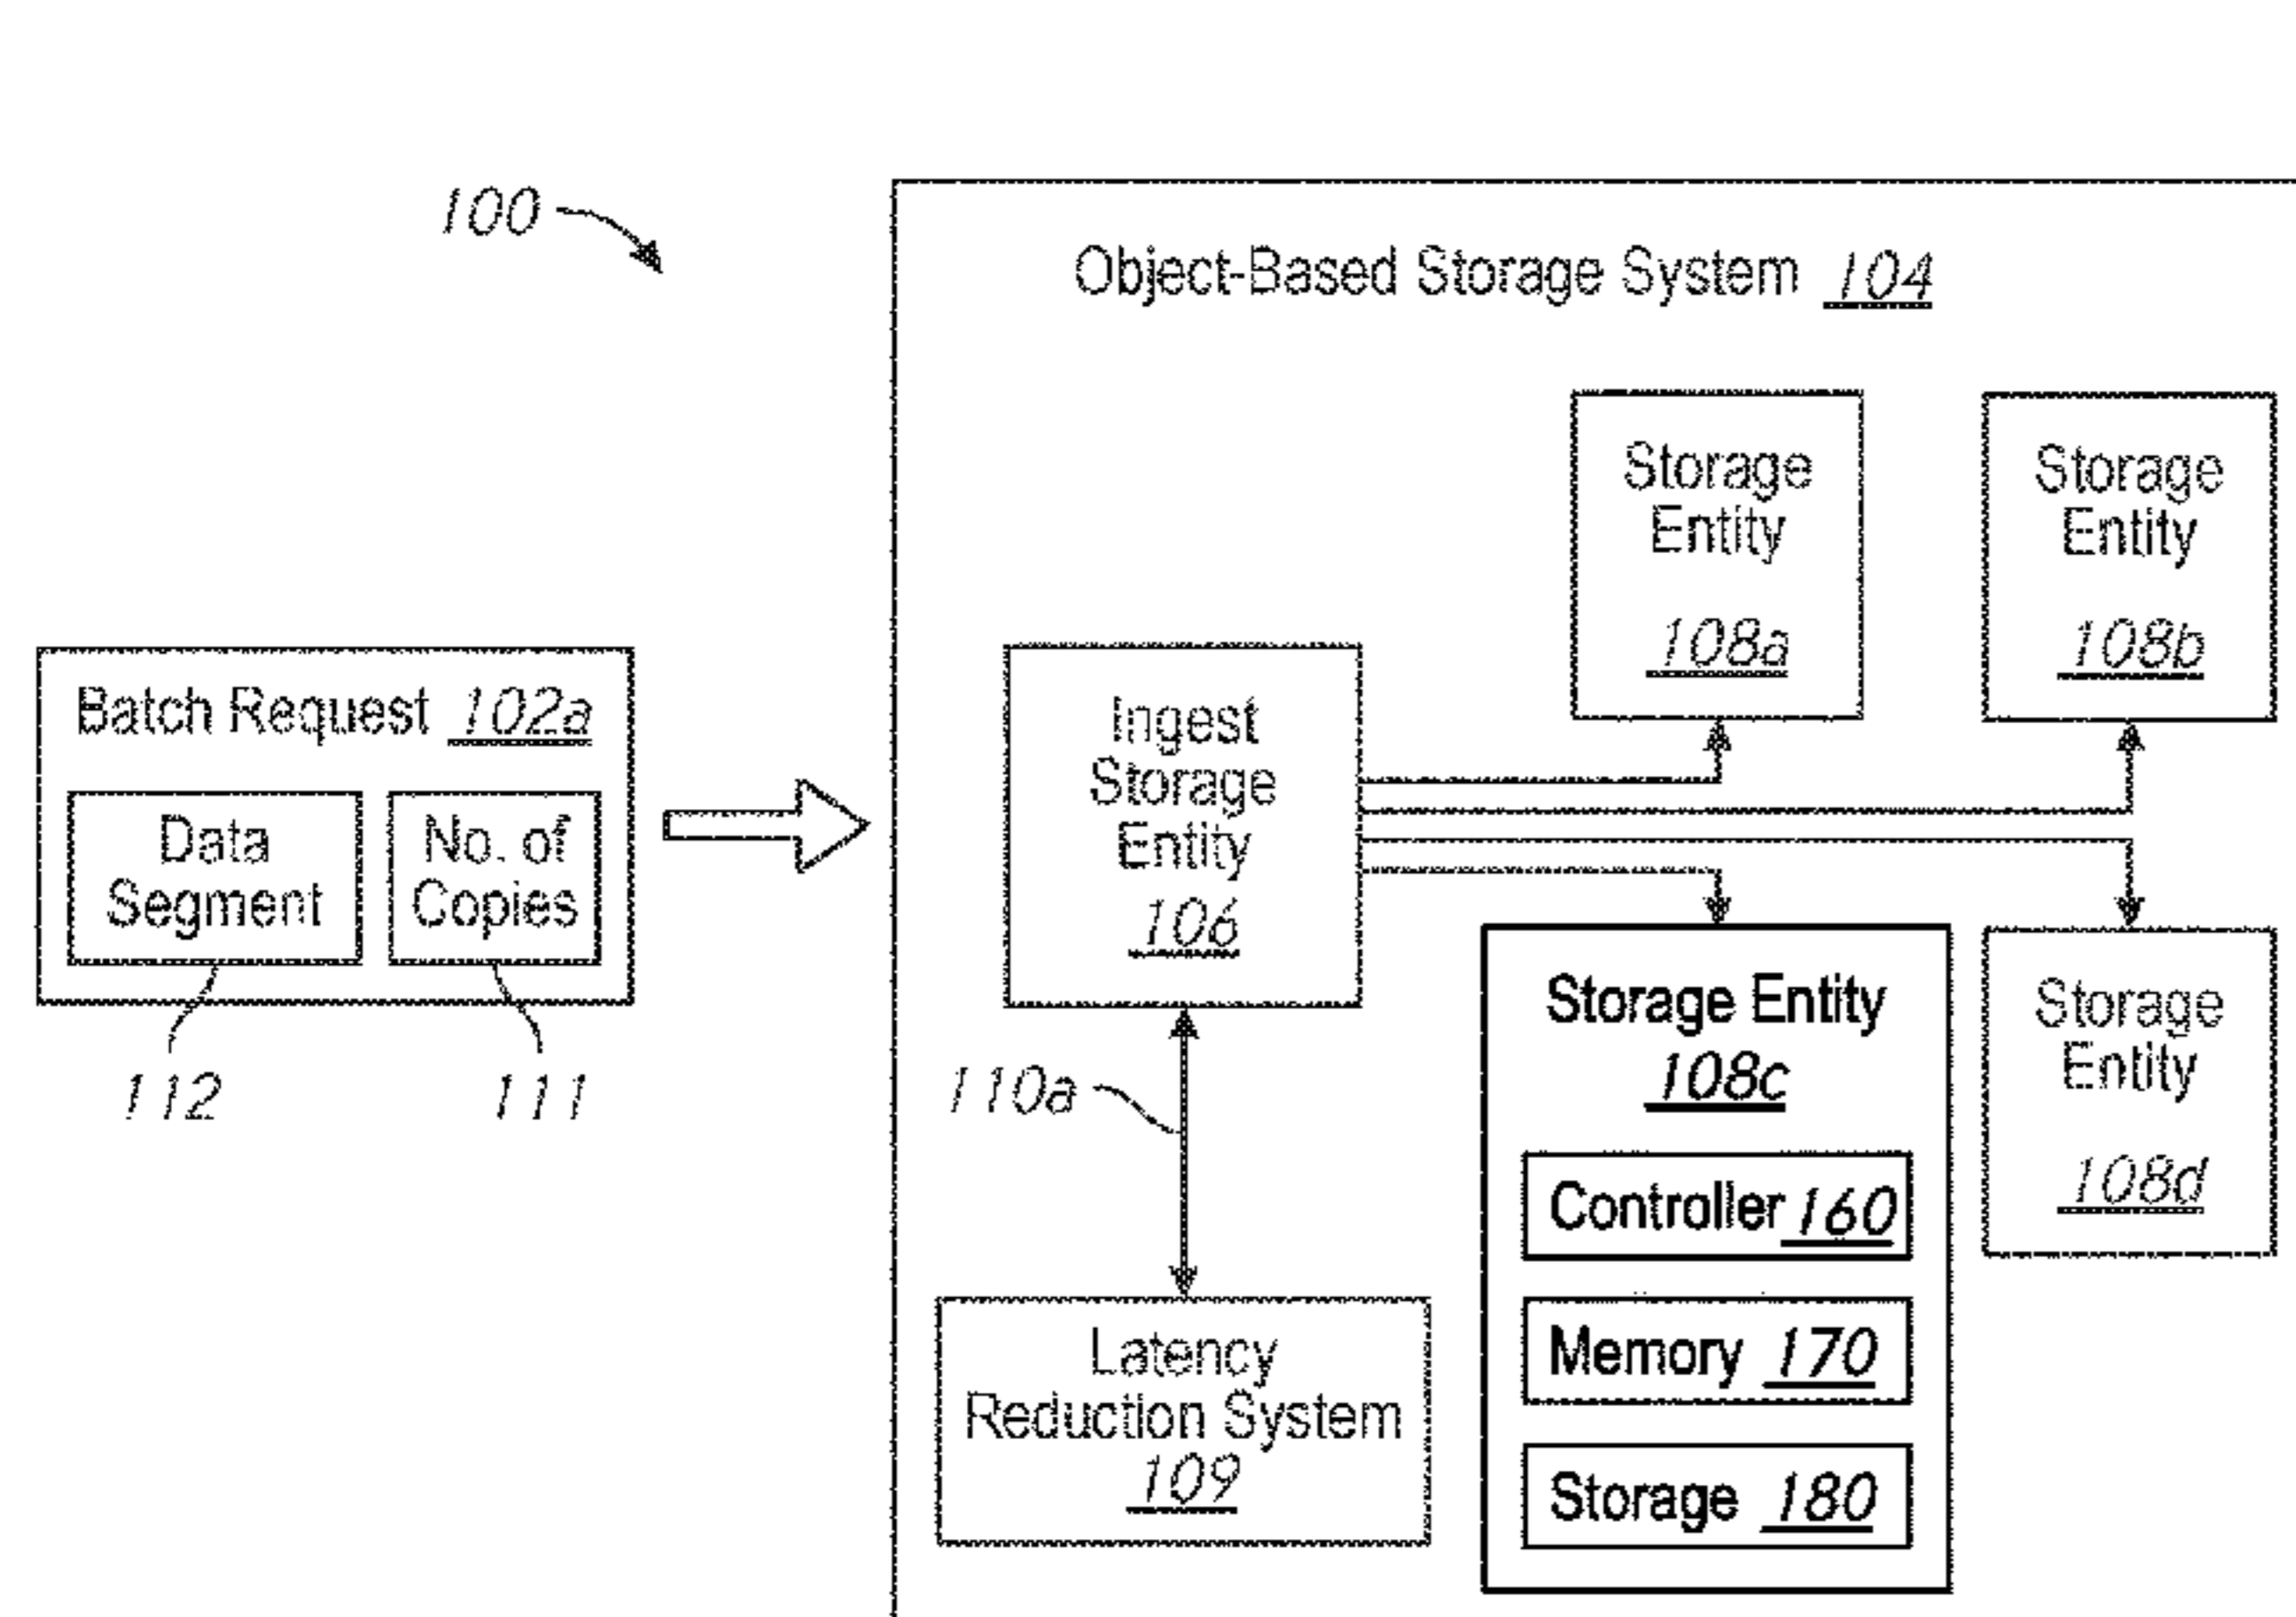 100
Object-Based Storage System 104
Storage
Entity
108a
Storage
Entity
108b
Batch Request 102a
Data
Segment
No. of
Copies
112
111
Ingest
Storage
Entity
106
110a
Storage Entity
108c
Controller 160
Memory 170
Storage 180
Storage
Entity
108d
Latency
Reduction System
109